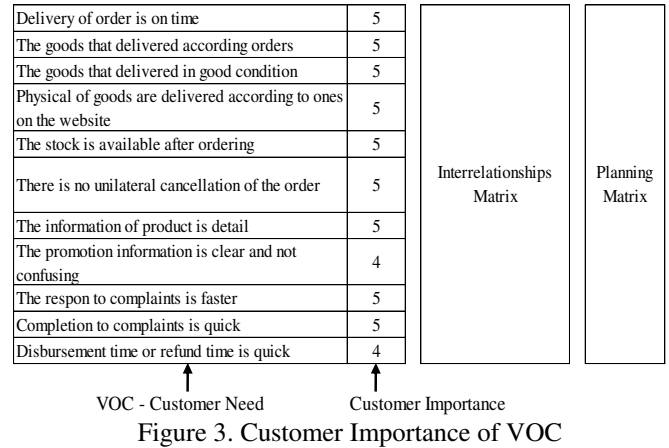 Delivery of order is on time 5
The goods that delivered according orders 5
The goods that delivered in good condition 5
Physical of goods are delivered according to ones
on the website
5
The stock is available after ordering 5
There is no unilateral cancellation of the order 5
The information of product is detail 5
The promotion information is clear and not
confusing
4
The respon to complaints is faster 5
Completion to complaints is quick 5
Disbursement time or refund time is quick 4
Interrelationships
Matrix
Planning
Matrix
VOC - Customer Need Customer Importance
Figure 3. Customer Importance of VOC